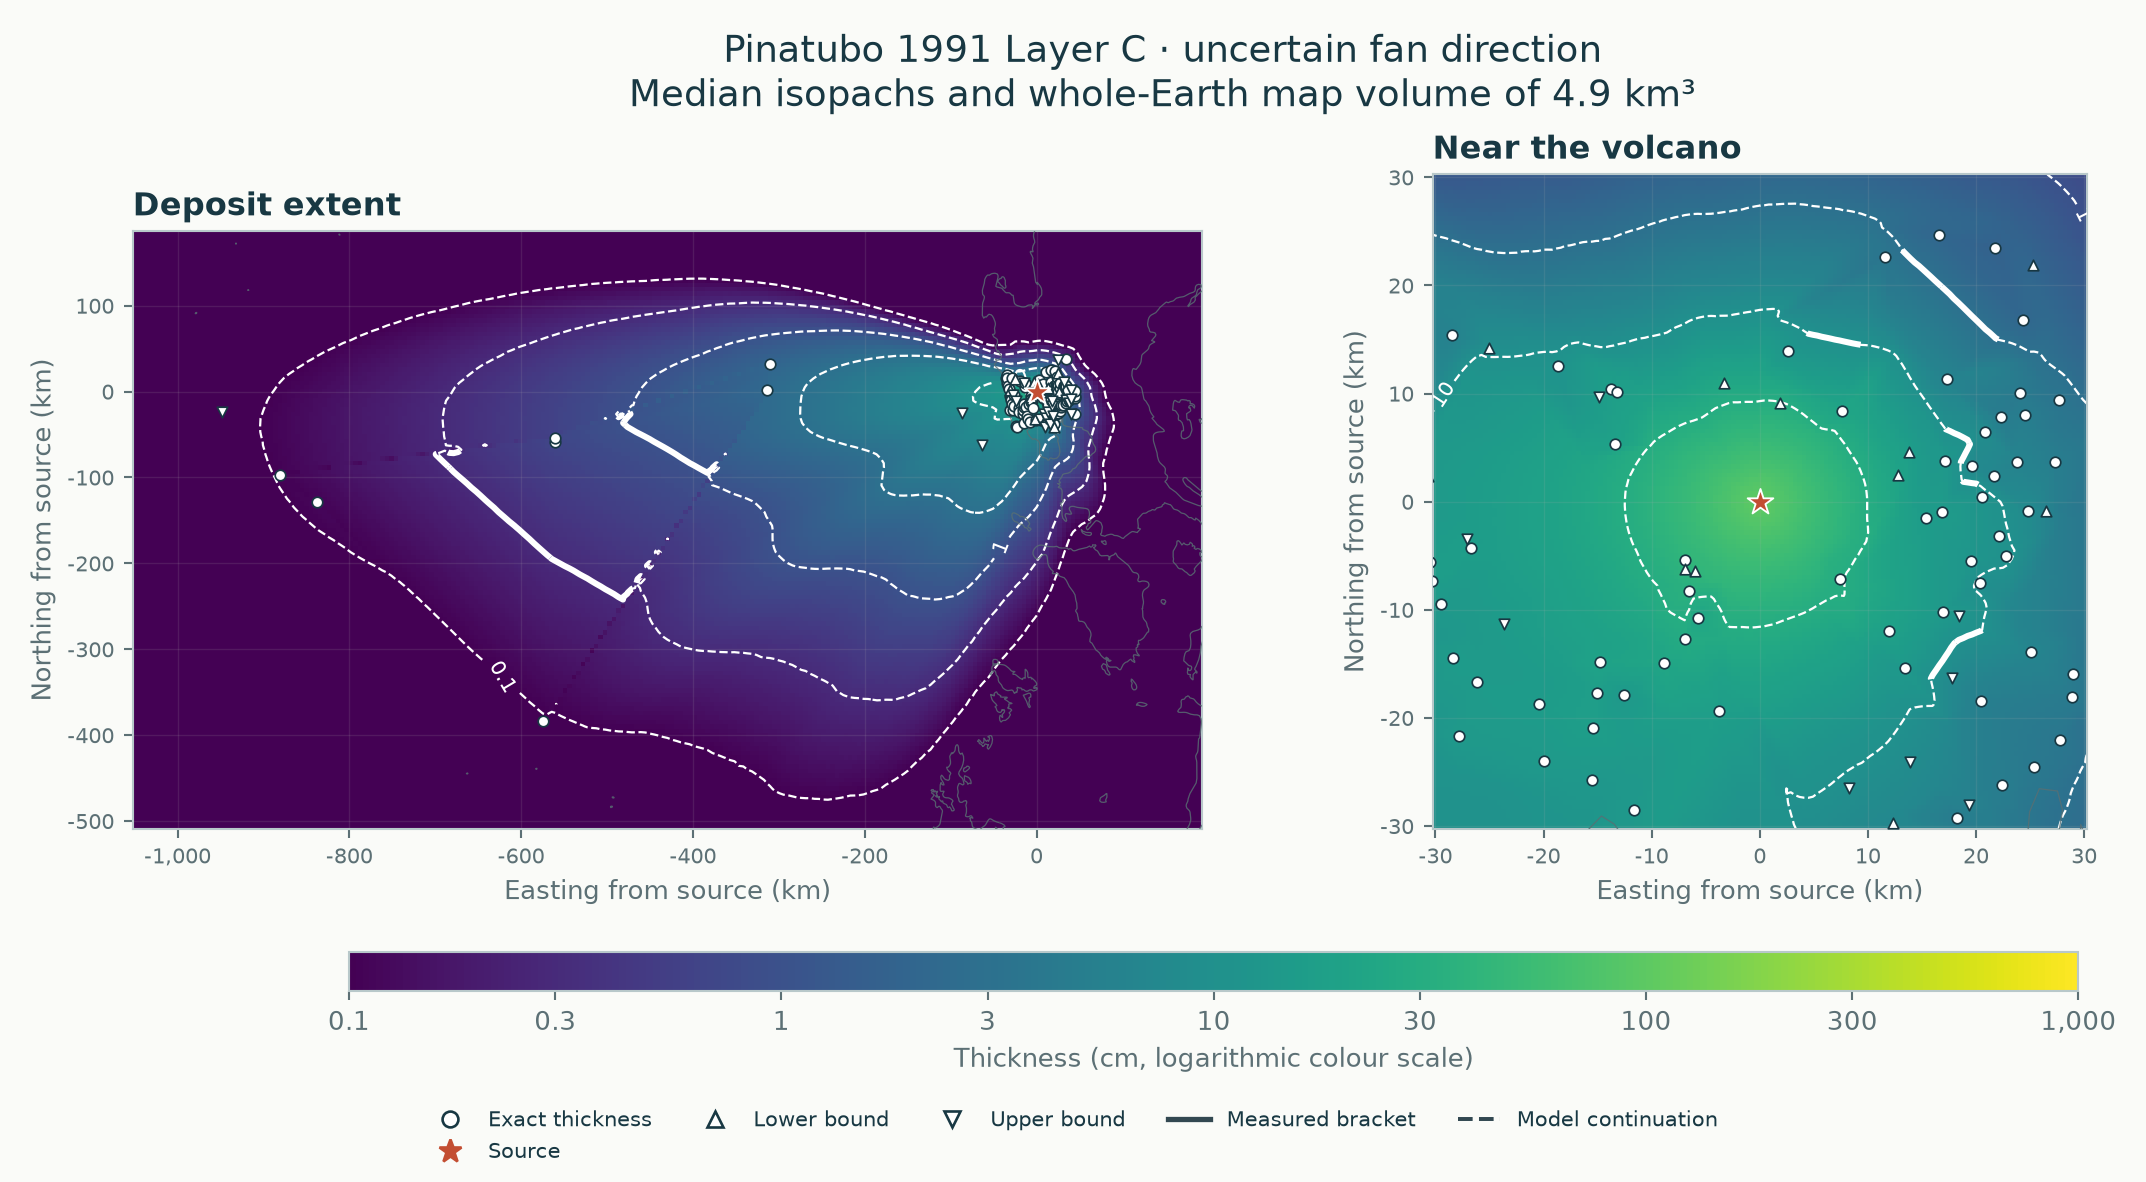 Pinatubo 1991 Layer C · uncertain fan direction
Median isopachs and whole-Earth map volume of 4.9 km³
Deposit extent
Northing from source (km)
100
0
-100
-200
-300
-400
-500
1
0.1
-1,000
-800
-600
-400
-200
0
Easting from source (km)
Near the volcano
Northing from source (km)
30
20
10
0
-10
-20
-30
1
10
-30
-20
-10
0
10
20
30
Easting from source (km)
0.1
0.3
1
3
10
30
100
300
1,000
Thickness (cm, logarithmic colour scale)
Exact thickness
Lower bound
Upper bound
Measured bracket
Model continuation
Source